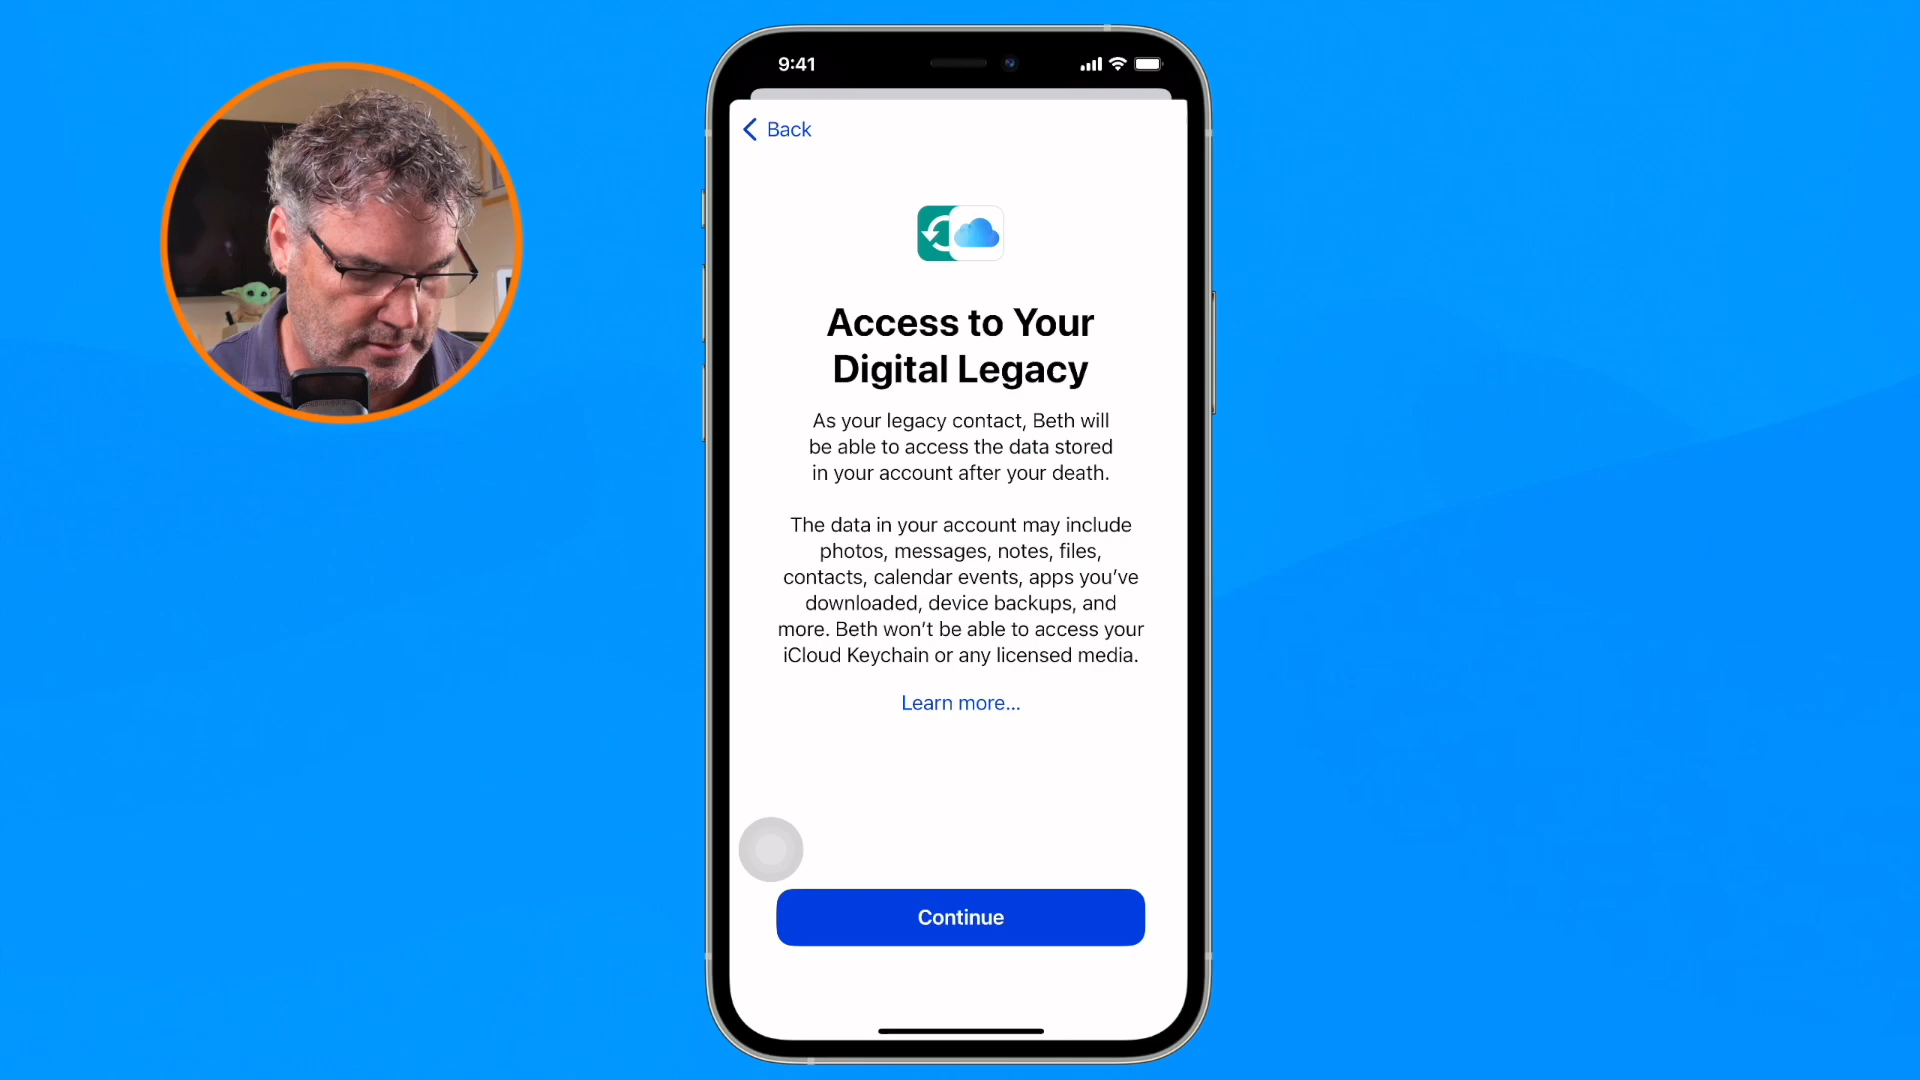 9:41
Back
Access to Your
Digital Legacy
As your legacy contact, Beth will
be able to access the data stored
in your account after your death.
The data in your account may include
photos, messages, notes, files,
contacts, calendar events, apps you’ve
downloaded, device backups, and
more. Beth won’t be able to access your
iCloud Keychain or any licensed media.
Learn more...
Continue